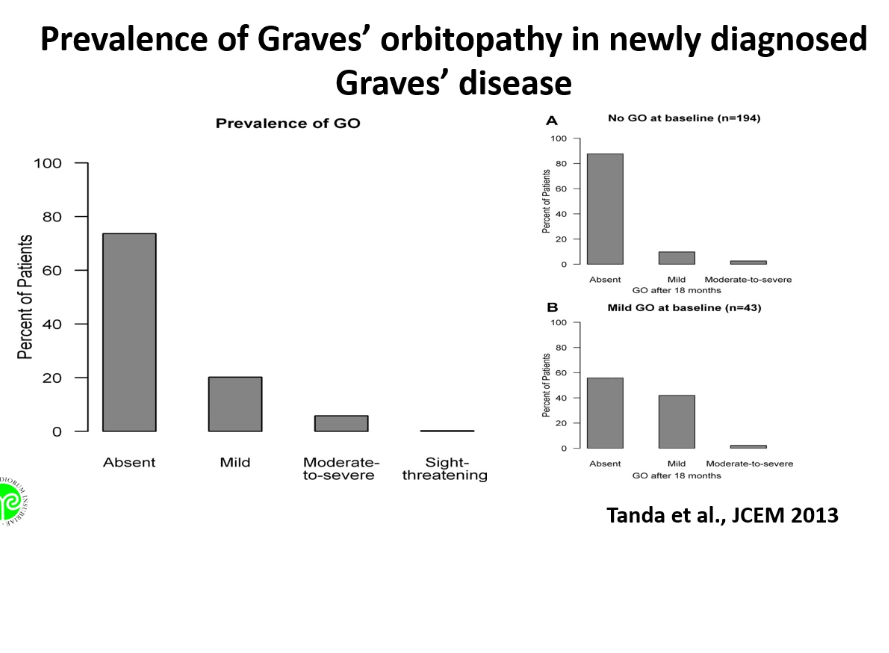 Prevalence of Graves’ orbitopathy in newly diagnosed
Graves’ disease
Prevalence of GO
Percent of Patients
100
80
60
40
20
0
Absent Mild Moderate- Sight-
to-severe threatening
A No GO at baseline (n=194)
Percent of Patients
100
80
60
40
20
0
Absent Mild Moderate-to-severe
GO after 18 months
B Mild GO at baseline (n=43)
Percent of Patients
100
80
60
40
20
0
Absent Mild Moderate-to-severe
GO after 18 months
Tanda et al., JCEM 2013